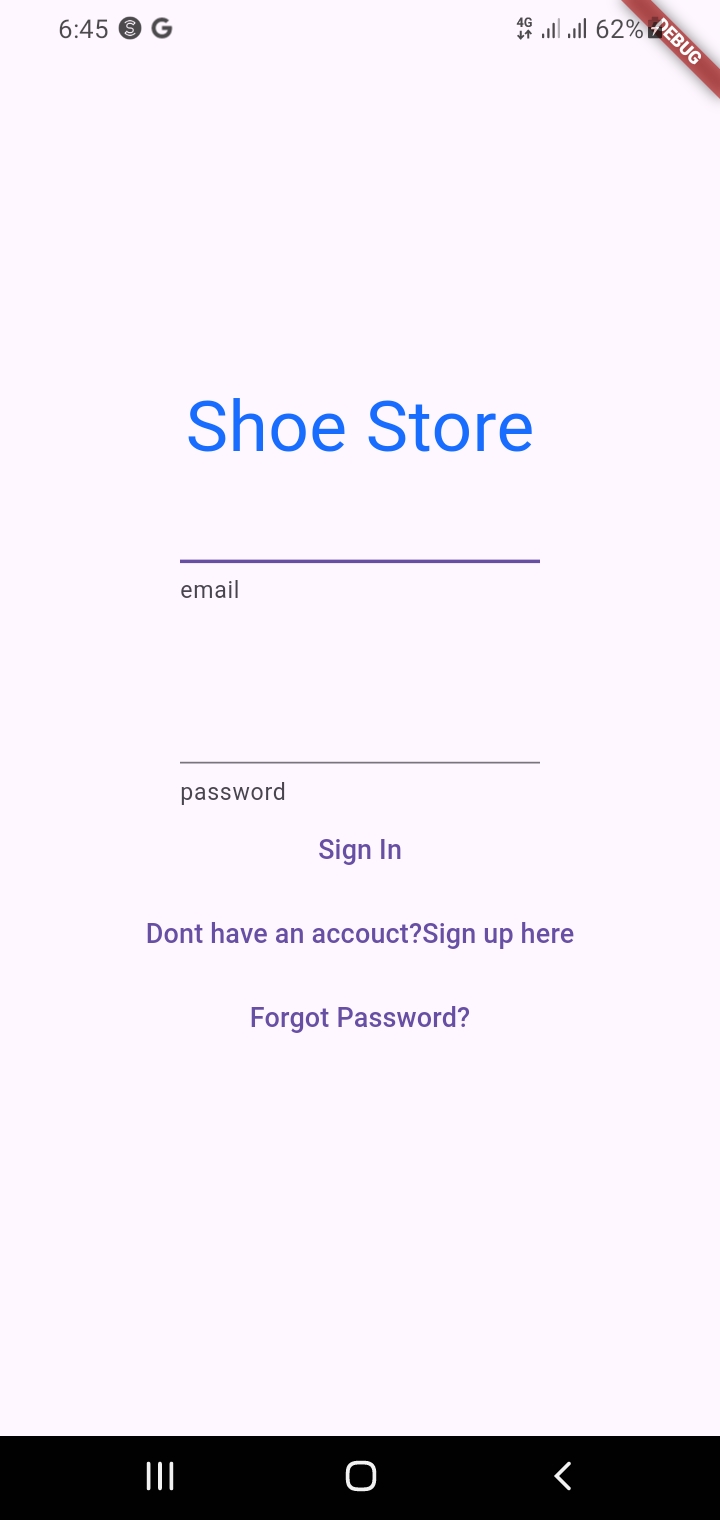 6:45 4G 62%
DEBUG
Shoe Store
email
password
Sign In
Dont have an accouct?Sign up here
Forgot Password?